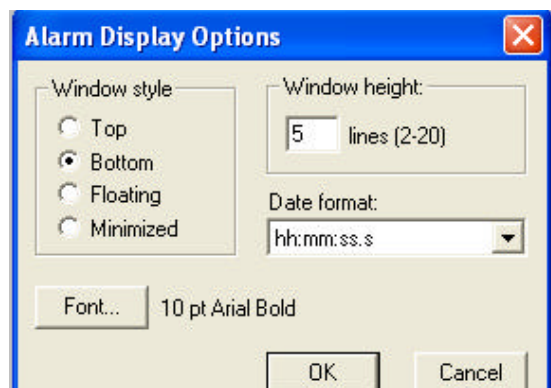 Alarm Display Options
Window style
Top
Bottom
Floating
Minimized
Window height:
5 lines (2-20)
Date format:
hh:mm:ss.s
Font... 10 pt Arial Bold
OK Cancel